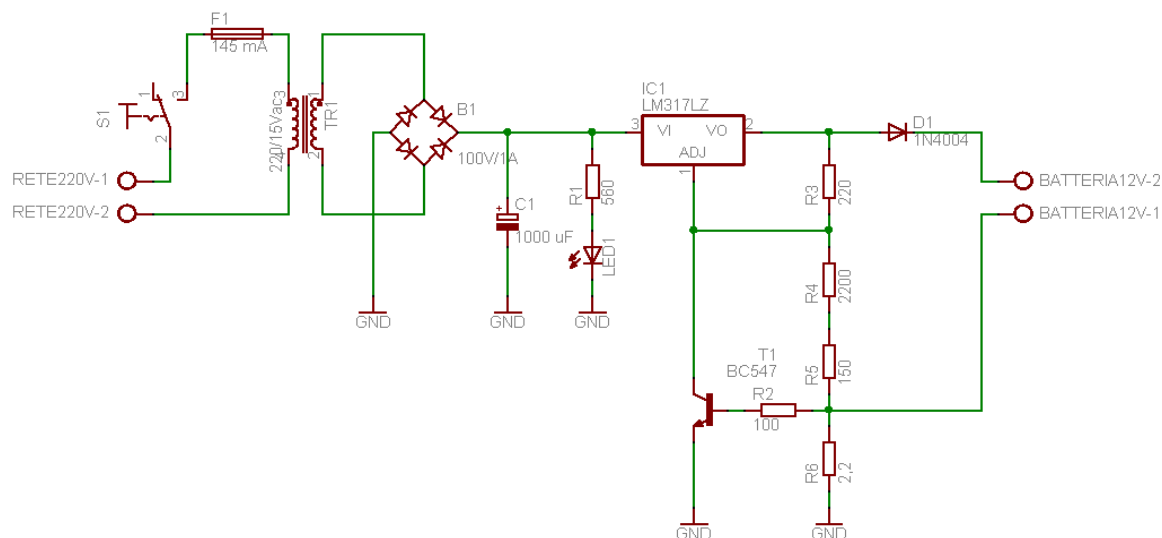 F1
145 mA
1
3
S1
2
RETE220V-1
RETE220V-2
3
4
220/15Vac
1
2
TR1
B1
100V/1A
GND
C1
+
1000 uF
GND
R1
560
LED1
GND
IC1
LM317LZ
3
VI
VO
2
ADJ
1
D1
1N4004
R3
220
R4
2200
R5
150
T1
BC547
R2
100
R6
2,2
GND
GND
BATTERIA12V-2
BATTERIA12V-1